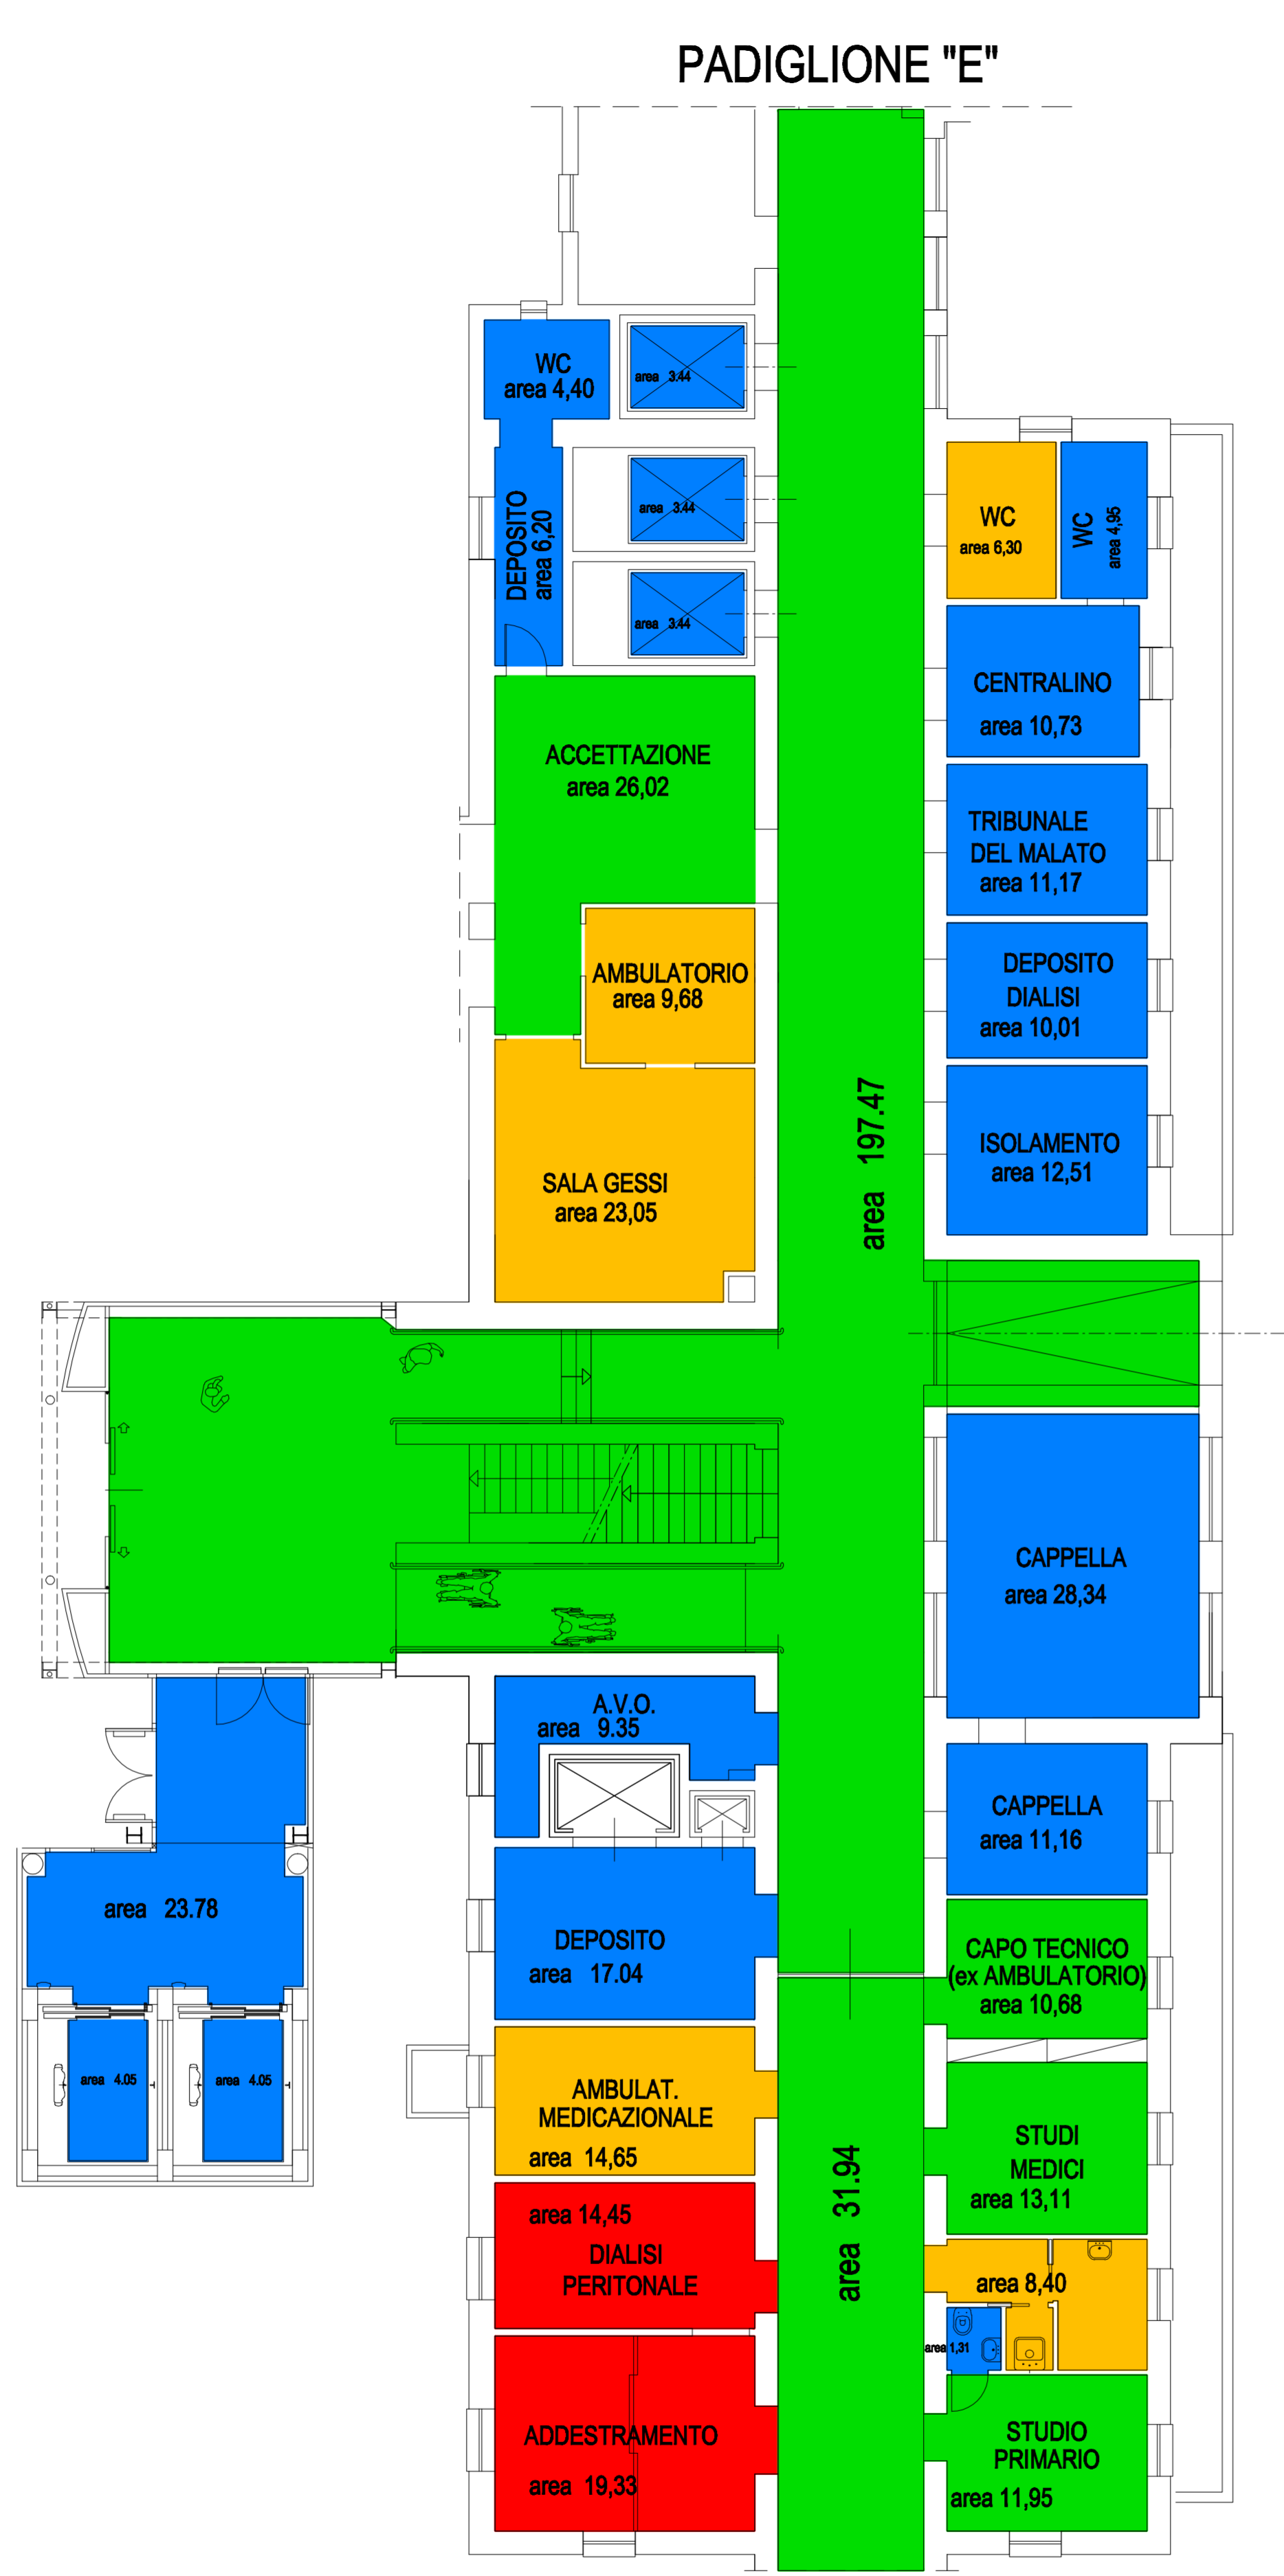 PADIGLIONE "E"
WC
area 4,40
area 3.44
DEPOSITO
area 6,20
area 3.44
area 3.44
WC
area 6,30
WC
area 4,95
CENTRALINO
area 10,73
ACCETTAZIONE
area 26,02
TRIBUNALE
DEL MALATO
area 11,17
AMBULATORIO
area 9,68
DEPOSITO
DIALISI
area 10,01
area 197.47
ISOLAMENTO
area 12,51
SALA GESSI
area 23,05
CAPPELLA
area 28,34
A.V.O.
area 9.35
CAPPELLA
area 11,16
H H
area 23.78
DEPOSITO
area 17.04
CAPO TECNICO
(ex AMBULATORIO)
area 10,68
area 4.05
area 4.05
AMBULAT.
MEDICAZIONALE
area 14,65
STUDI
MEDICI
area 13,11
area 31.94
area 14,45
DIALISI
PERITONALE
area 8,40
area 1,31
ADDESTRAMENTO
area 19,33
STUDIO
PRIMARIO
area 11,95